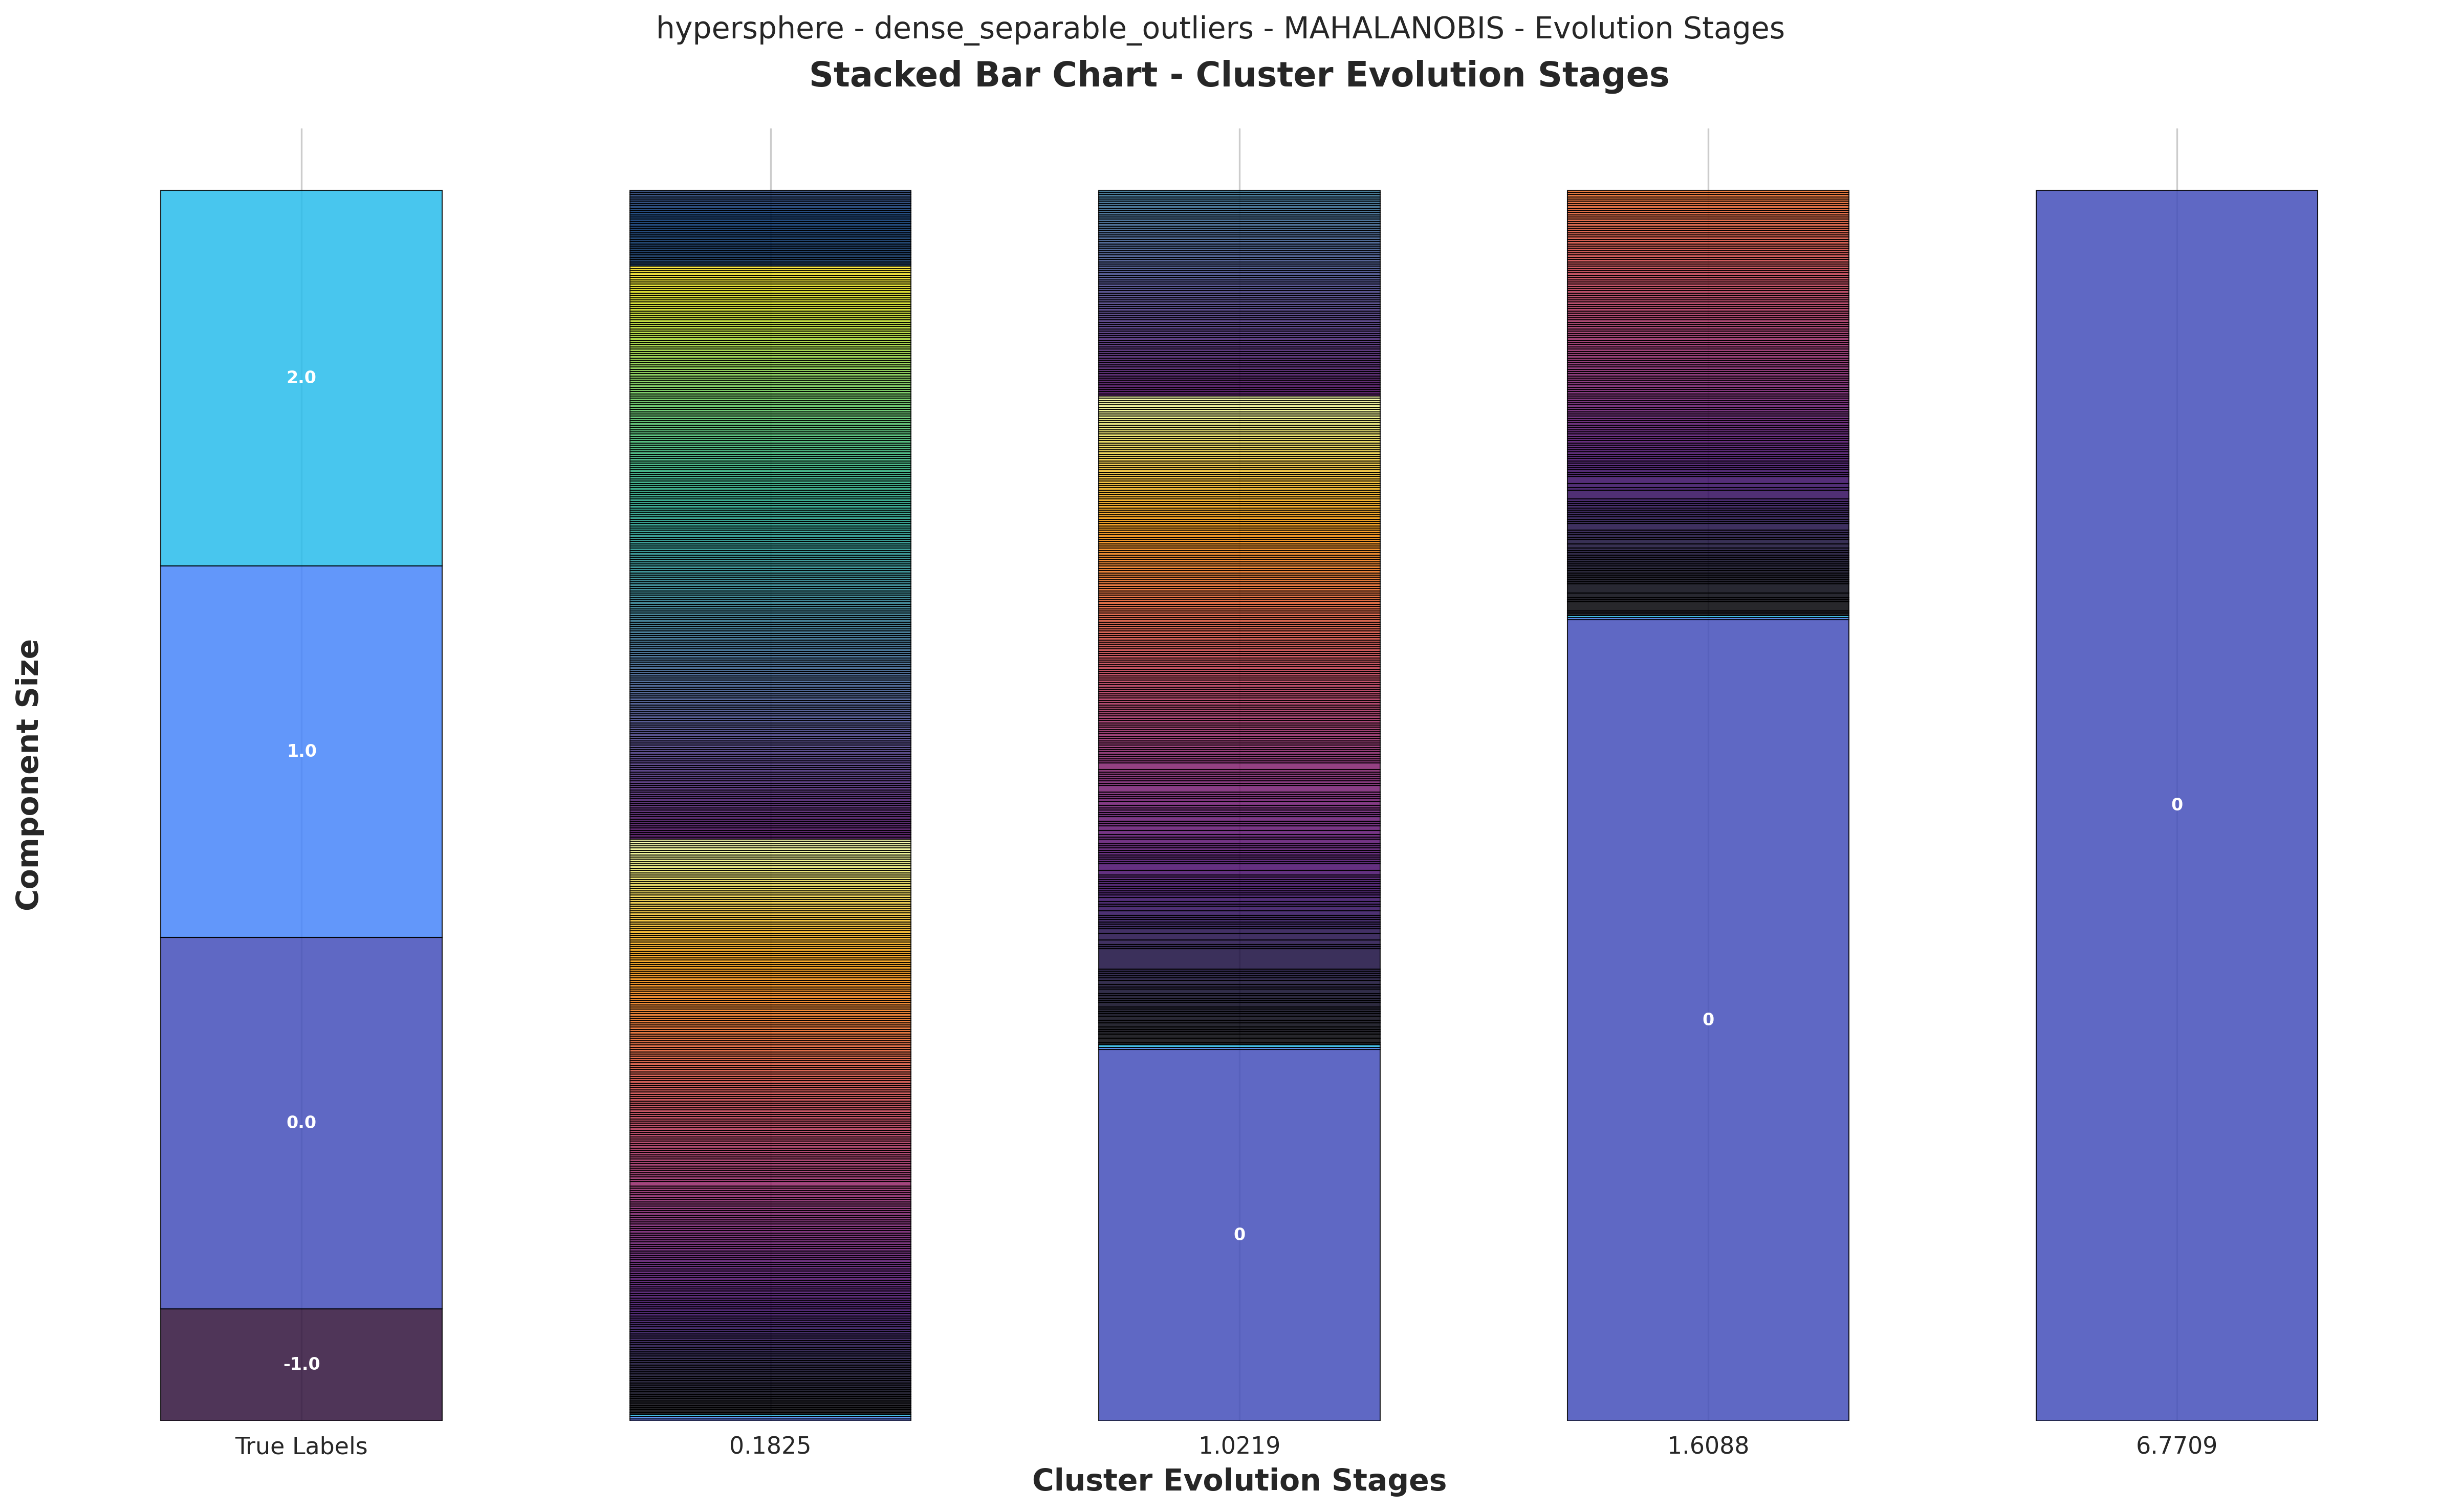 hypersphere - dense_separable_outliers - MAHALANOBIS - Evolution Stages
Stacked Bar Chart - Cluster Evolution Stages
Component Size
2.0
1.0
0.0
-1.0
0
0
0
True Labels
0.1825
1.0219
1.6088
6.7709
Cluster Evolution Stages